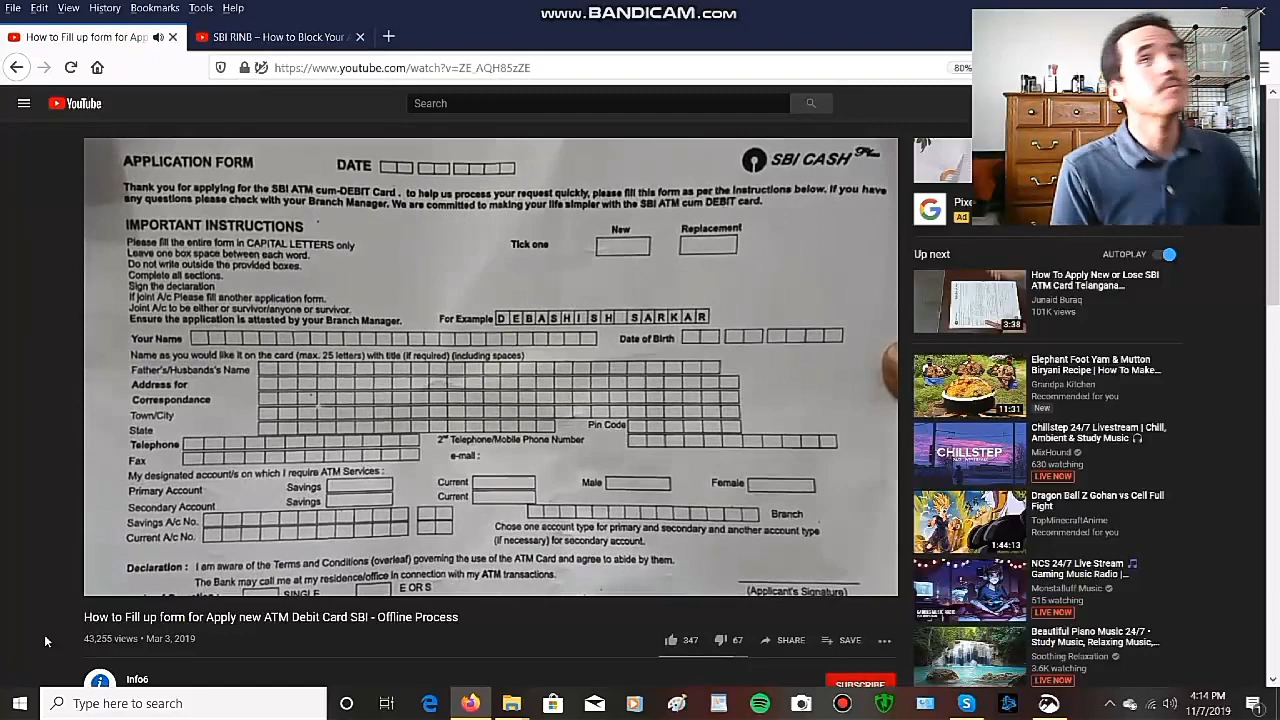 File Edit View History Bookmarks Tools Help
www.BANDICAM.com
How to Fill up form for App
SBI RINB – How to Block Your
https://www.youtube.com/watch?v=ZE_AQH85zZE
80%
YouTube
Search
APPLICATION FORM
DATE
SBI CASH Plus
Thank you for applying for the SBI ATM cum-DEBIT Card . to help us process your request quickly, please fill this form as per the instructions below. If you have
any questions please check with your Branch Manager. We are committed to making your life simpler with the SBI ATM cum DEBIT card.
IMPORTANT INSTRUCTIONS
New Replacement
Tick one
Please fill the entire form in CAPITAL LETTERS only
Leave one box space between each word.
Do not write outside the provided boxes.
Complete all sections.
Sign the declaration
If joint A/c Please fill another application form.
Joint A/c to be either or survivor/anyone or survivor.
Ensure the application is attested by your Branch Manager.
For Example DEBASHISH SARKAR
Your Name
Date of Birth
Name as you would like it on the card (max. 25 letters) with title (if required) (including spaces)
Father's/Husbands's Name
Address for
Correspondance
Town/City
State
Pin Code
Telephone
2nd Telephone/Mobile Phone Number
Fax
e-mail :
My designated account/s on which I require ATM Services :
Primary Account Savings Current Male Female
Secondary Account Savings Current
Savings A/c No.
Branch
Current A/c No.
Chose one account type for primary and secondary and another account type
(if necessary) for secondary account.
Declaration : I am aware of the Terms and Conditions (overleaf) governing the use of the ATM Card and agree to abide by them.
The Bank may call me at my residence/office in connection with my ATM transactions.
(Applicant's Signature)
SINGLE E OR S
How to Fill up form for Apply new ATM Debit Card SBI - Offline Process
43,255 views • Mar 3, 2019
347 67 SHARE SAVE
Info6
SUBSCRIBE
G
Pixe
Ad
Up next
AUTOPLAY
How To Apply New or Lose SBI
ATM Card Telangana...
Junaid Buraq
101K views
3:38
Elephant Foot Yam & Mutton
Biryani Recipe | How To Make...
Grandpa Kitchen
Recommended for you
New
11:31
Chillstep 24/7 Livestream | Chill,
Ambient & Study Music 🎧
MixHound
630 watching
LIVE NOW
CHILLSTEP
Dragon Ball Z Gohan vs Cell Full
Fight
TopMinecraftAnime
Recommended for you
1:44:13
NCS 24/7 Live Stream 🎵
Gaming Music Radio |...
Monstafluff Music
515 watching
LIVE NOW
Beautiful Piano Music 24/7 •
Study Music, Relaxing Music,...
Soothing Relaxation
3.6K watching
LIVE NOW
Type here to search
4:14 PM
11/7/2019
1